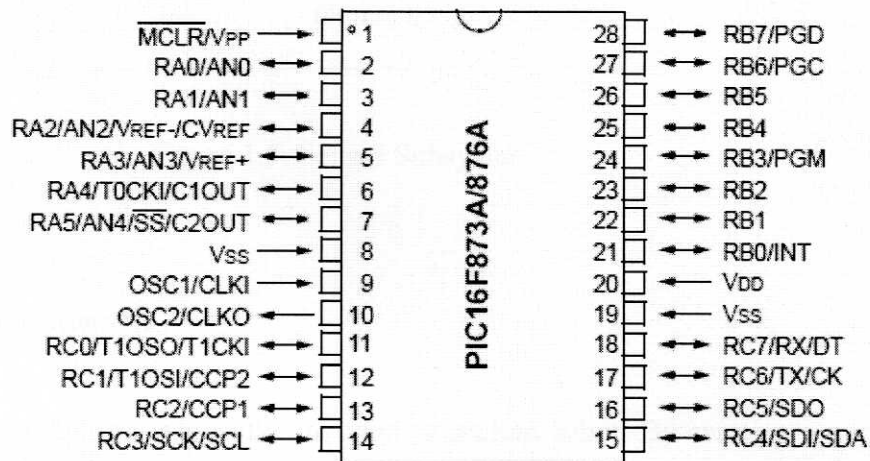 M̅C̅L̅R̅/VPP 1 28 RB7/PGD
RA0/AN0 2 27 RB6/PGC
RA1/AN1 3 26 RB5
RA2/AN2/VREF-/CVREF 4 25 RB4
RA3/AN3/VREF+ 5 24 RB3/PGM
RA4/T0CKI/C1OUT 6 23 RB2
RA5/AN4/S̅S̅/C2OUT 7 22 RB1
VSS 8 21 RB0/INT
OSC1/CLKI 9 20 VDD
OSC2/CLKO 10 19 VSS
RC0/T1OSO/T1CKI 11 18 RC7/RX/DT
RC1/T1OSI/CCP2 12 17 RC6/TX/CK
RC2/CCP1 13 16 RC5/SDO
RC3/SCK/SCL 14 15 RC4/SDI/SDA
PIC16F873A/876A